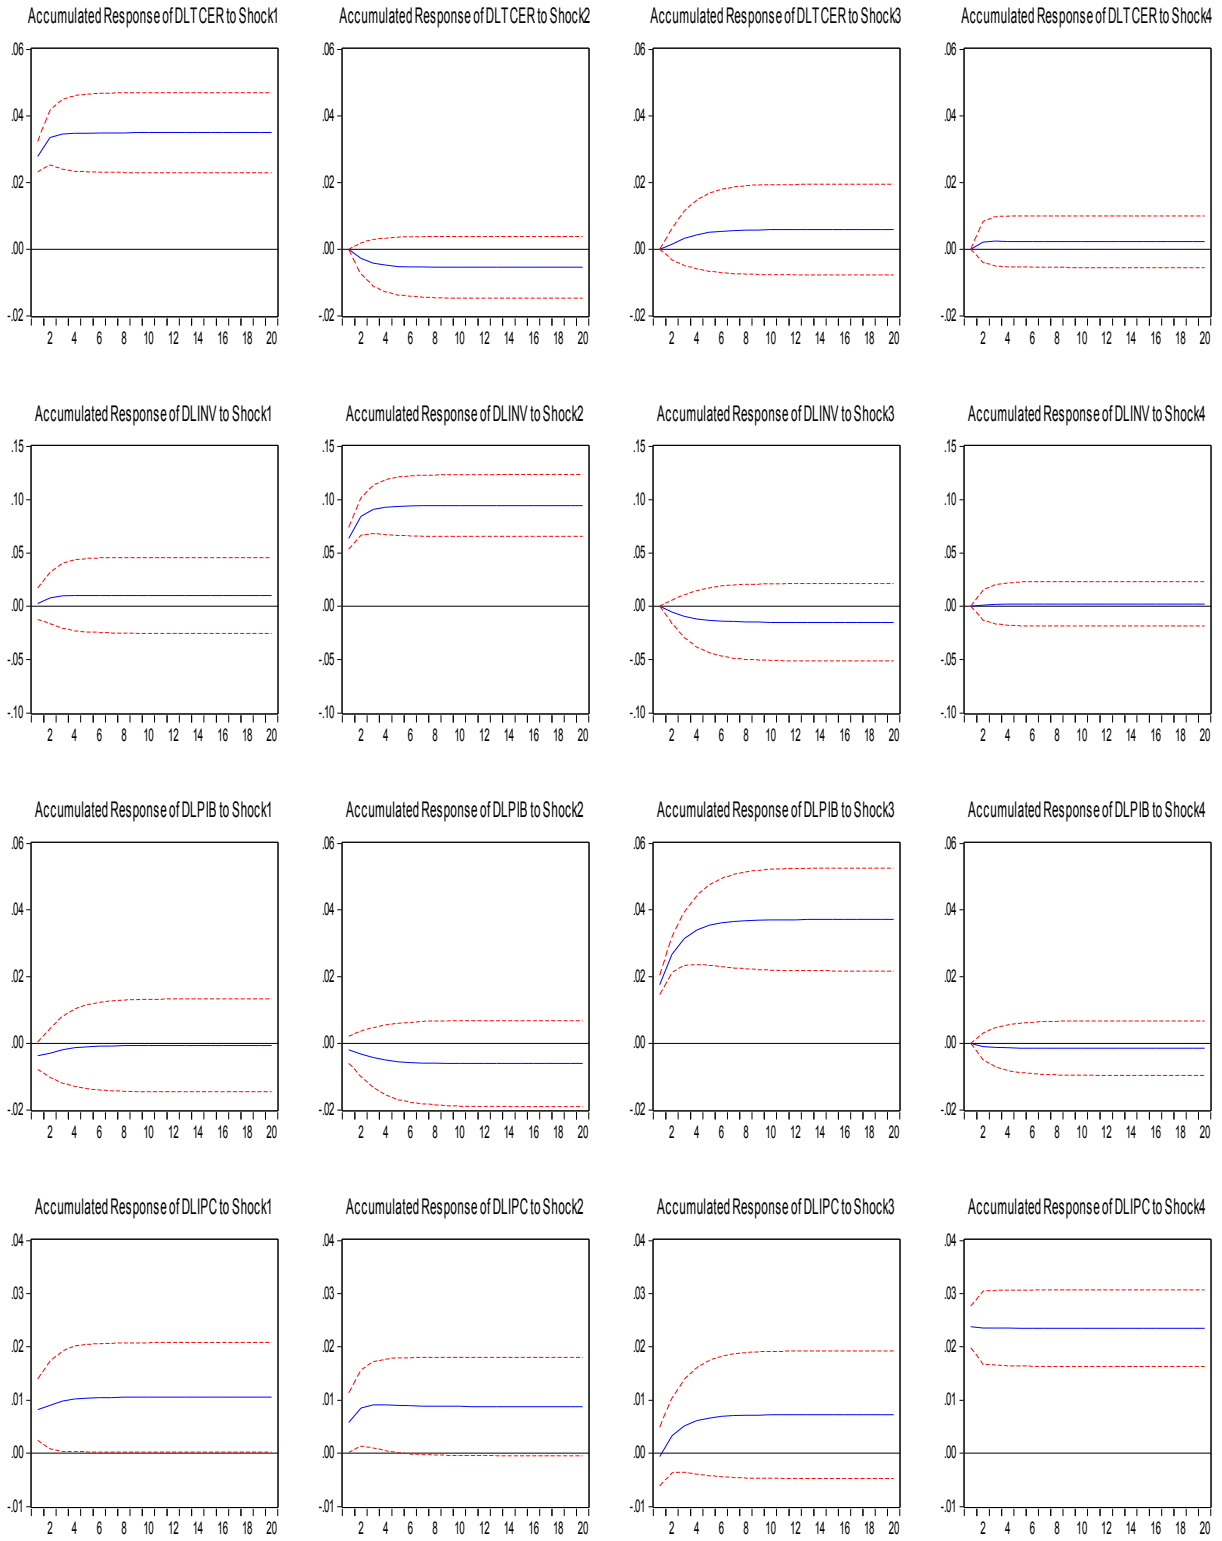 Accumulated Response of DLTCER to Shock1
Accumulated Response of DLTCER to Shock2
Accumulated Response of DLTCER to Shock3
Accumulated Response of DLTCER to Shock4
.06 .06 .06 .06
.04 .04 .04 .04
.02 .02 .02 .02
.00 .00 .00 .00
-.02 -.02 -.02 -.02
2 4 6 8 10 12 14 16 18 20
2 4 6 8 10 12 14 16 18 20
2 4 6 8 10 12 14 16 18 20
2 4 6 8 10 12 14 16 18 20
Accumulated Response of DLINV to Shock1
Accumulated Response of DLINV to Shock2
Accumulated Response of DLINV to Shock3
Accumulated Response of DLINV to Shock4
.15 .15 .15 .15
.10 .10 .10 .10
.05 .05 .05 .05
.00 .00 .00 .00
-.05 -.05 -.05 -.05
-.10 -.10 -.10 -.10
2 4 6 8 10 12 14 16 18 20
2 4 6 8 10 12 14 16 18 20
2 4 6 8 10 12 14 16 18 20
2 4 6 8 10 12 14 16 18 20
Accumulated Response of DLPIB to Shock1
Accumulated Response of DLPIB to Shock2
Accumulated Response of DLPIB to Shock3
Accumulated Response of DLPIB to Shock4
.06 .06 .06 .06
.04 .04 .04 .04
.02 .02 .02 .02
.00 .00 .00 .00
-.02 -.02 -.02 -.02
2 4 6 8 10 12 14 16 18 20
2 4 6 8 10 12 14 16 18 20
2 4 6 8 10 12 14 16 18 20
2 4 6 8 10 12 14 16 18 20
Accumulated Response of DLIPC to Shock1
Accumulated Response of DLIPC to Shock2
Accumulated Response of DLIPC to Shock3
Accumulated Response of DLIPC to Shock4
.04 .04 .04 .04
.03 .03 .03 .03
.02 .02 .02 .02
.01 .01 .01 .01
.00 .00 .00 .00
-.01 -.01 -.01 -.01
2 4 6 8 10 12 14 16 18 20
2 4 6 8 10 12 14 16 18 20
2 4 6 8 10 12 14 16 18 20
2 4 6 8 10 12 14 16 18 20